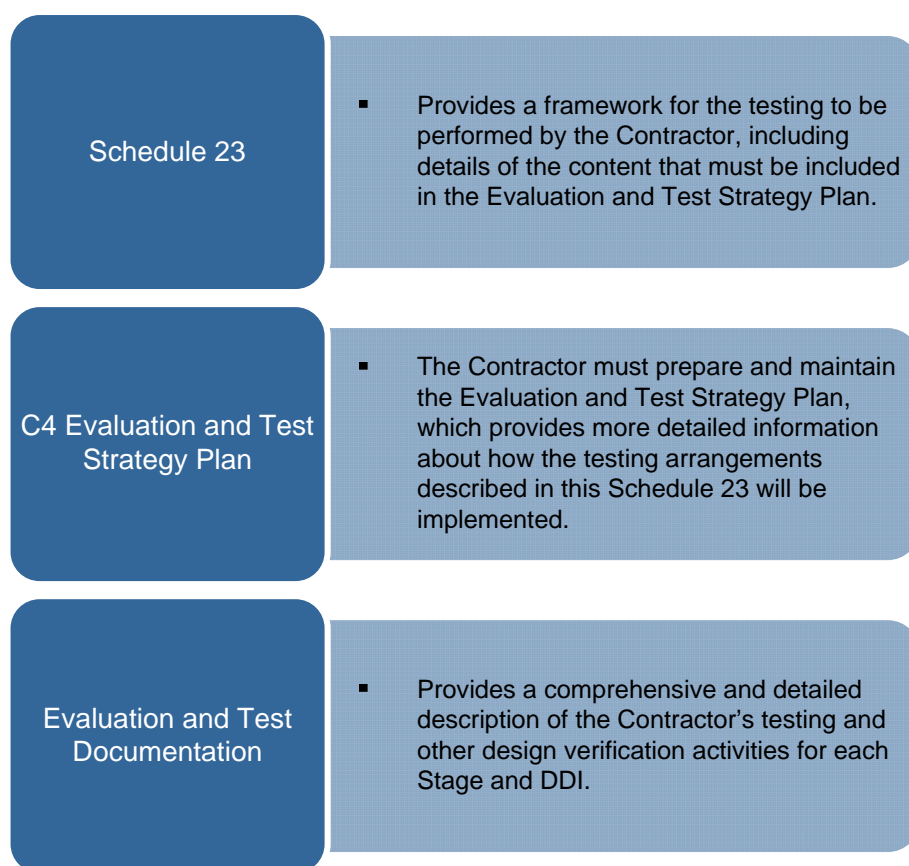 Schedule 23
▪ Provides a framework for the testing to be
performed by the Contractor, including
details of the content that must be included
in the Evaluation and Test Strategy Plan.
C4 Evaluation and Test
Strategy Plan
▪ The Contractor must prepare and maintain
the Evaluation and Test Strategy Plan,
which provides more detailed information
about how the testing arrangements
described in this Schedule 23 will be
implemented.
Evaluation and Test
Documentation
▪ Provides a comprehensive and detailed
description of the Contractor’s testing and
other design verification activities for each
Stage and DDI.